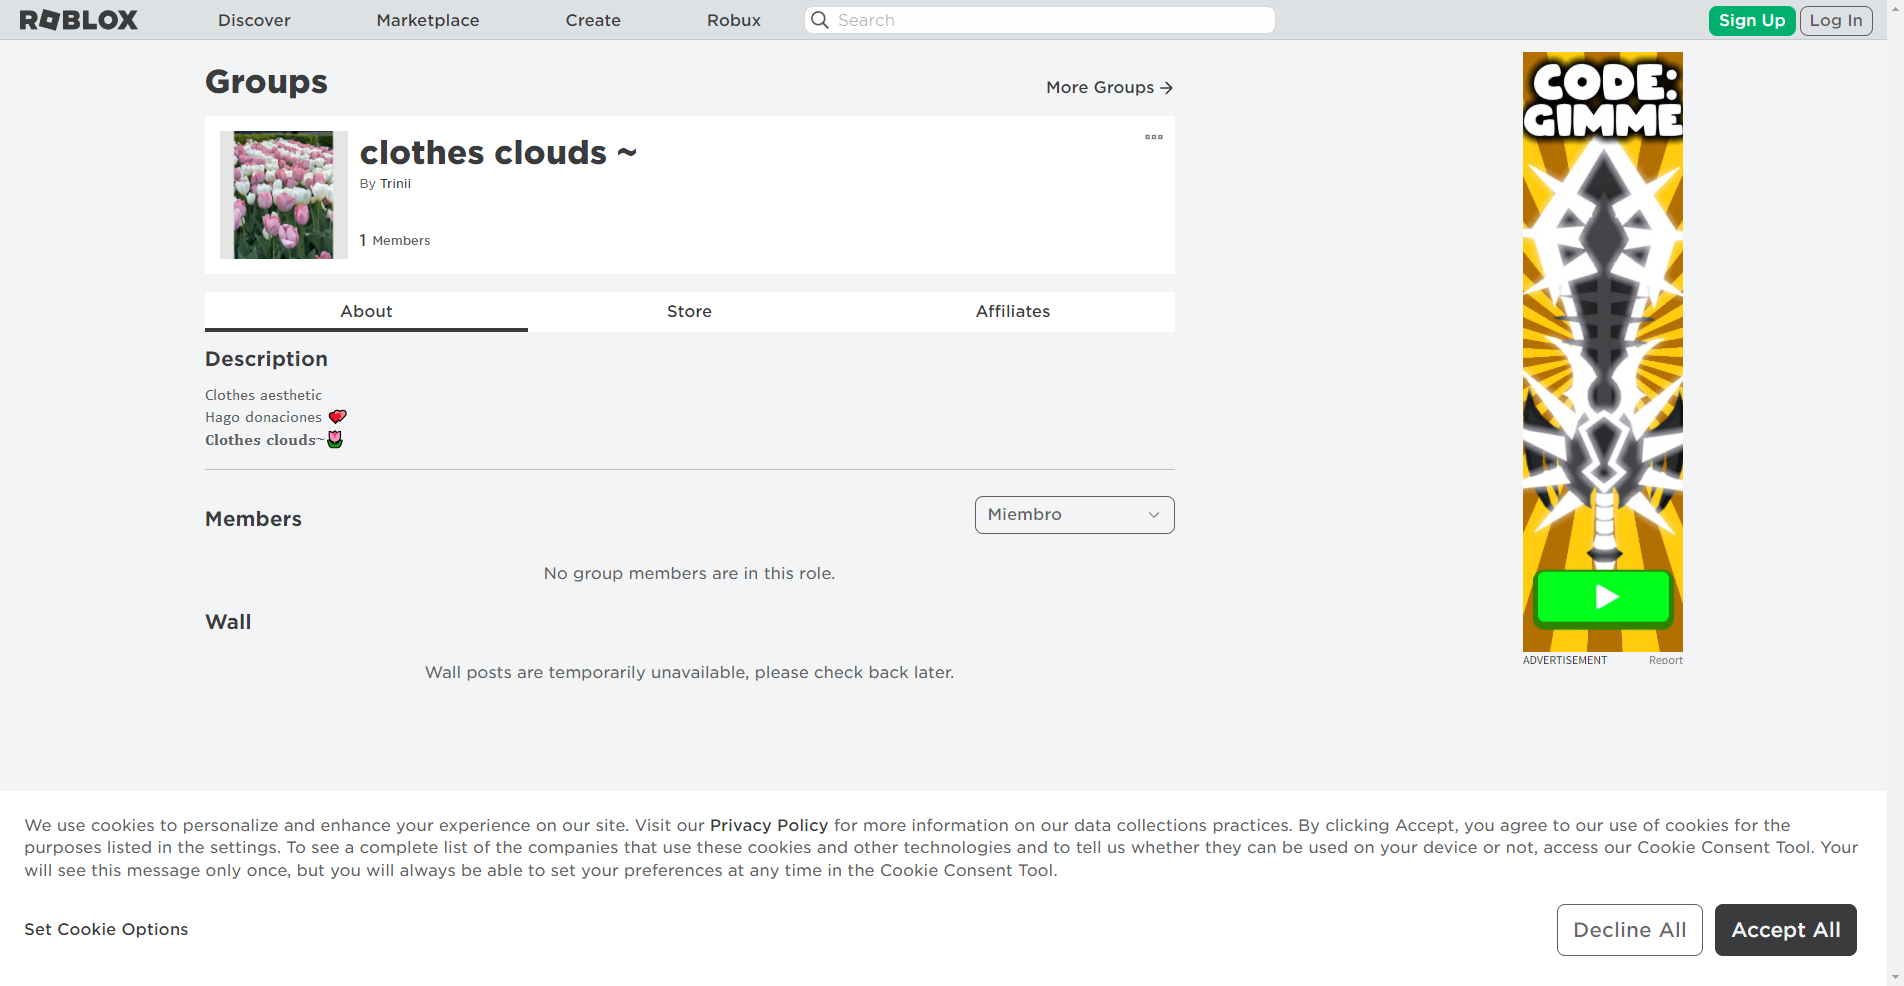 ROBLOX
Discover
Marketplace
Create
Robux
Search
Sign Up
Log In
Groups
More Groups →
clothes clouds ~
By Trinii
1 Members
About
Store
Affiliates
Description
Clothes aesthetic
Hago donaciones 💕
Clothes clouds~🌷
Members
Miembro
No group members are in this role.
Wall
Wall posts are temporarily unavailable, please check back later.
CODE:
GIMME
ADVERTISEMENT
Report
We use cookies to personalize and enhance your experience on our site. Visit our Privacy Policy for more information on our data collections practices. By clicking Accept, you agree to our use of cookies for the
purposes listed in the settings. To see a complete list of the companies that use these cookies and other technologies and to tell us whether they can be used on your device or not, access our Cookie Consent Tool. Your
will see this message only once, but you will always be able to set your preferences at any time in the Cookie Consent Tool.
Set Cookie Options
Decline All
Accept All